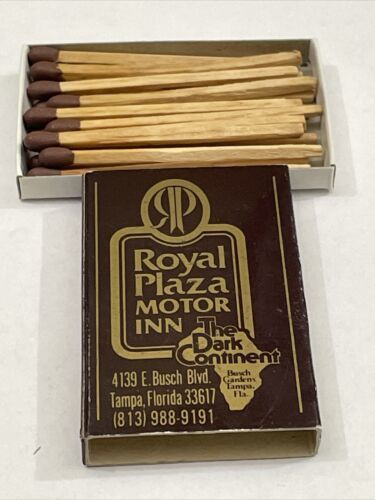 RP
Royal
Plaza
MOTOR
INN
The
Dark
Continent
Busch
Gardens
Tampa,
Fla.
4139 E. Busch Blvd.
Tampa, Florida 33617
(813) 988-9191